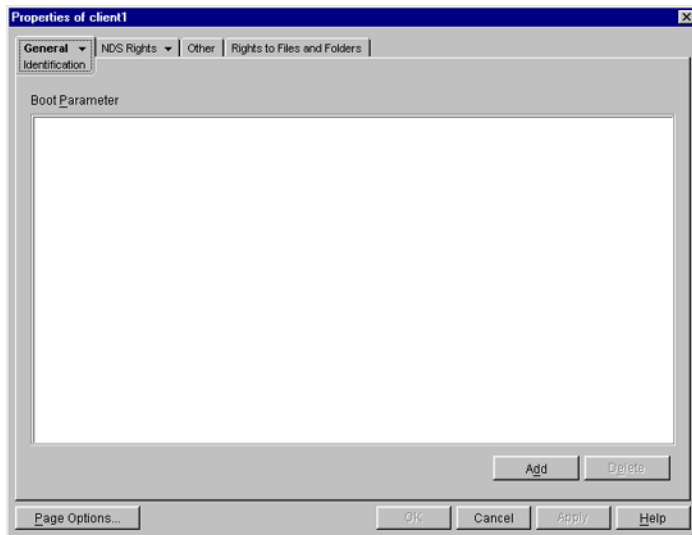 Properties of client1
General NDS Rights Other Rights to Files and Folders
Identification
Boot Parameter
Add Delete
Page Options... OK Cancel Apply Help